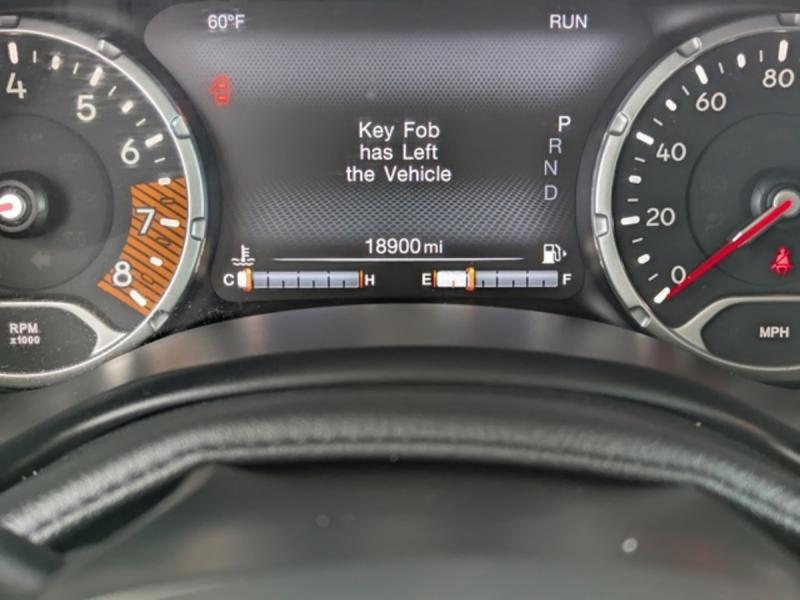 60°F
RUN
4
5
6
7
8
RPM
x1000
Key Fob
has Left
the Vehicle
P
R
N
D
18900 mi
C
H
E
F
80
60
40
20
0
MPH